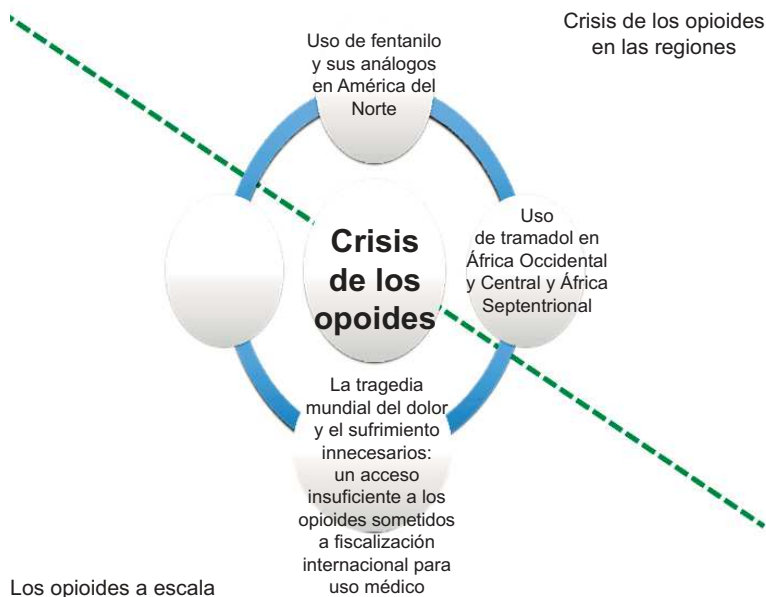 Crisis de los opioides
en las regiones
Uso de fentanilo
y sus análogos
en América del
Norte
Crisis
de los
opoides
Uso
de tramadol en
África Occidental
y Central y África
Septentrional
La tragedia
mundial del dolor
y el sufrimiento
innecesarios:
un acceso
insuficiente a los
opioides sometidos
a fiscalización
internacional para
uso médico
Los opioides a escala